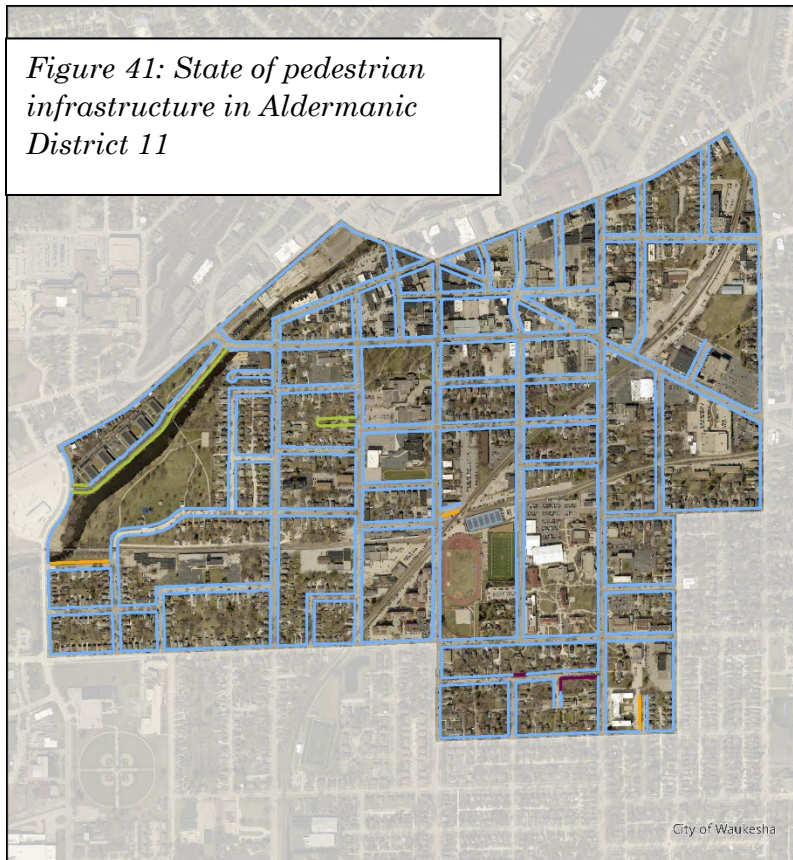 Figure 41: State of pedestrian
infrastructure in Aldermanic
District 11
City of Waukesha